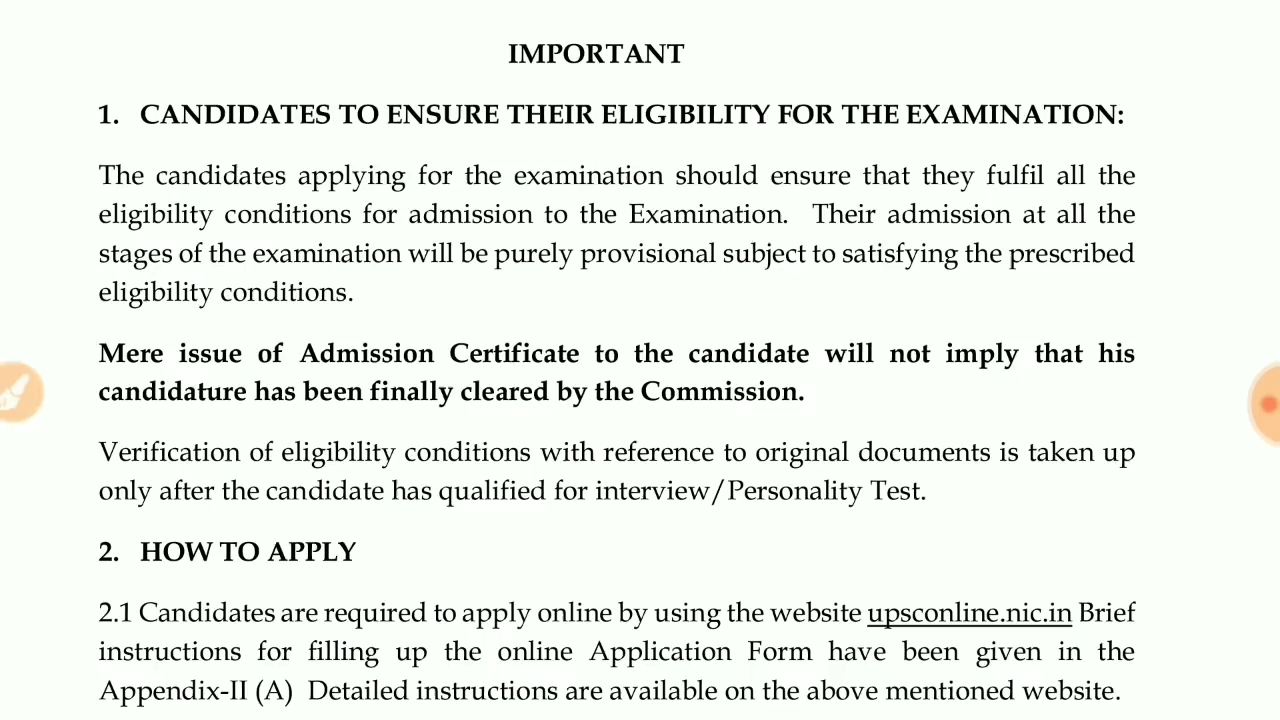 IMPORTANT
1. CANDIDATES TO ENSURE THEIR ELIGIBILITY FOR THE EXAMINATION:
The candidates applying for the examination should ensure that they fulfil all the
eligibility conditions for admission to the Examination. Their admission at all the
stages of the examination will be purely provisional subject to satisfying the prescribed
eligibility conditions.
Mere issue of Admission Certificate to the candidate will not imply that his
candidature has been finally cleared by the Commission.
Verification of eligibility conditions with reference to original documents is taken up
only after the candidate has qualified for interview/Personality Test.
2. HOW TO APPLY
2.1 Candidates are required to apply online by using the website upsconline.nic.in Brief
instructions for filling up the online Application Form have been given in the
Appendix-II (A) Detailed instructions are available on the above mentioned website.